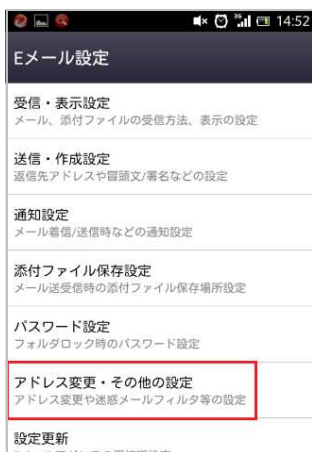 14:52
Eメール設定
受信・表示設定
メール、添付ファイルの受信方法、表示の設定
送信・作成設定
返信先アドレスや冒頭文/署名などの設定
通知設定
メール着信/送信時などの通知設定
添付ファイル保存設定
メール送受信時の添付ファイル保存場所設定
パスワード設定
フォルダロック時のパスワード設定
アドレス変更・その他の設定
アドレス変更や迷惑メールフィルタ等の設定
設定更新